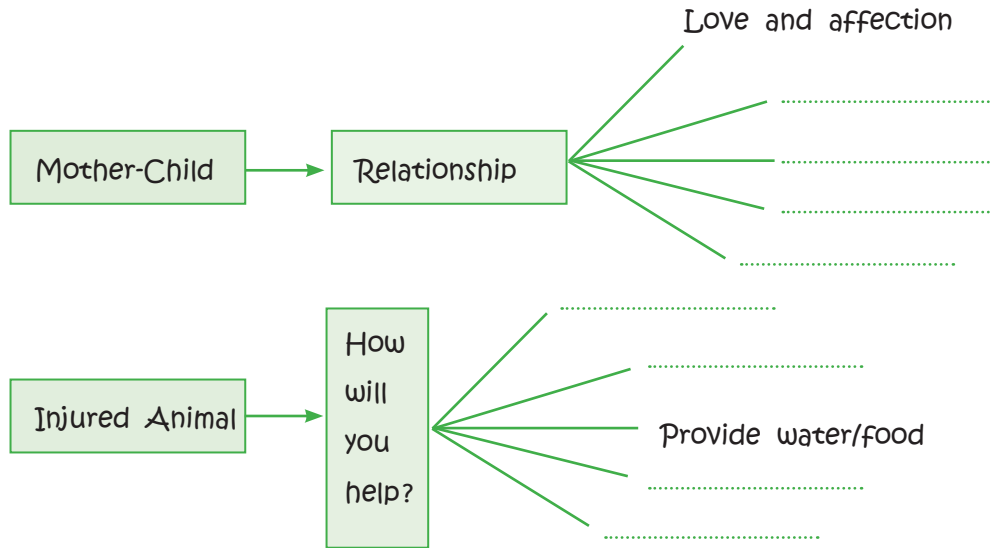 Love and affection
Mother-Child
Relationship
Injured Animal
How
will
you
help?
Provide water/food